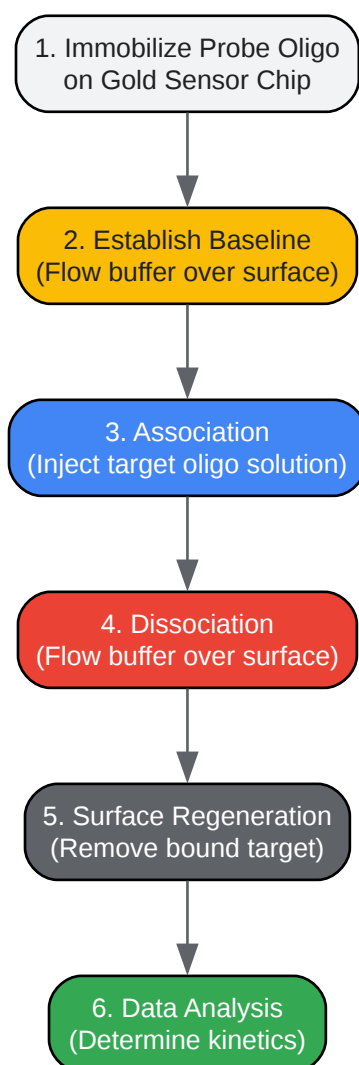 1. Immobilize Probe Oligo
on Gold Sensor Chip
2. Establish Baseline
(Flow buffer over surface)
3. Association
(Inject target oligo solution)
4. Dissociation
(Flow buffer over surface)
5. Surface Regeneration
(Remove bound target)
6. Data Analysis
(Determine kinetics)